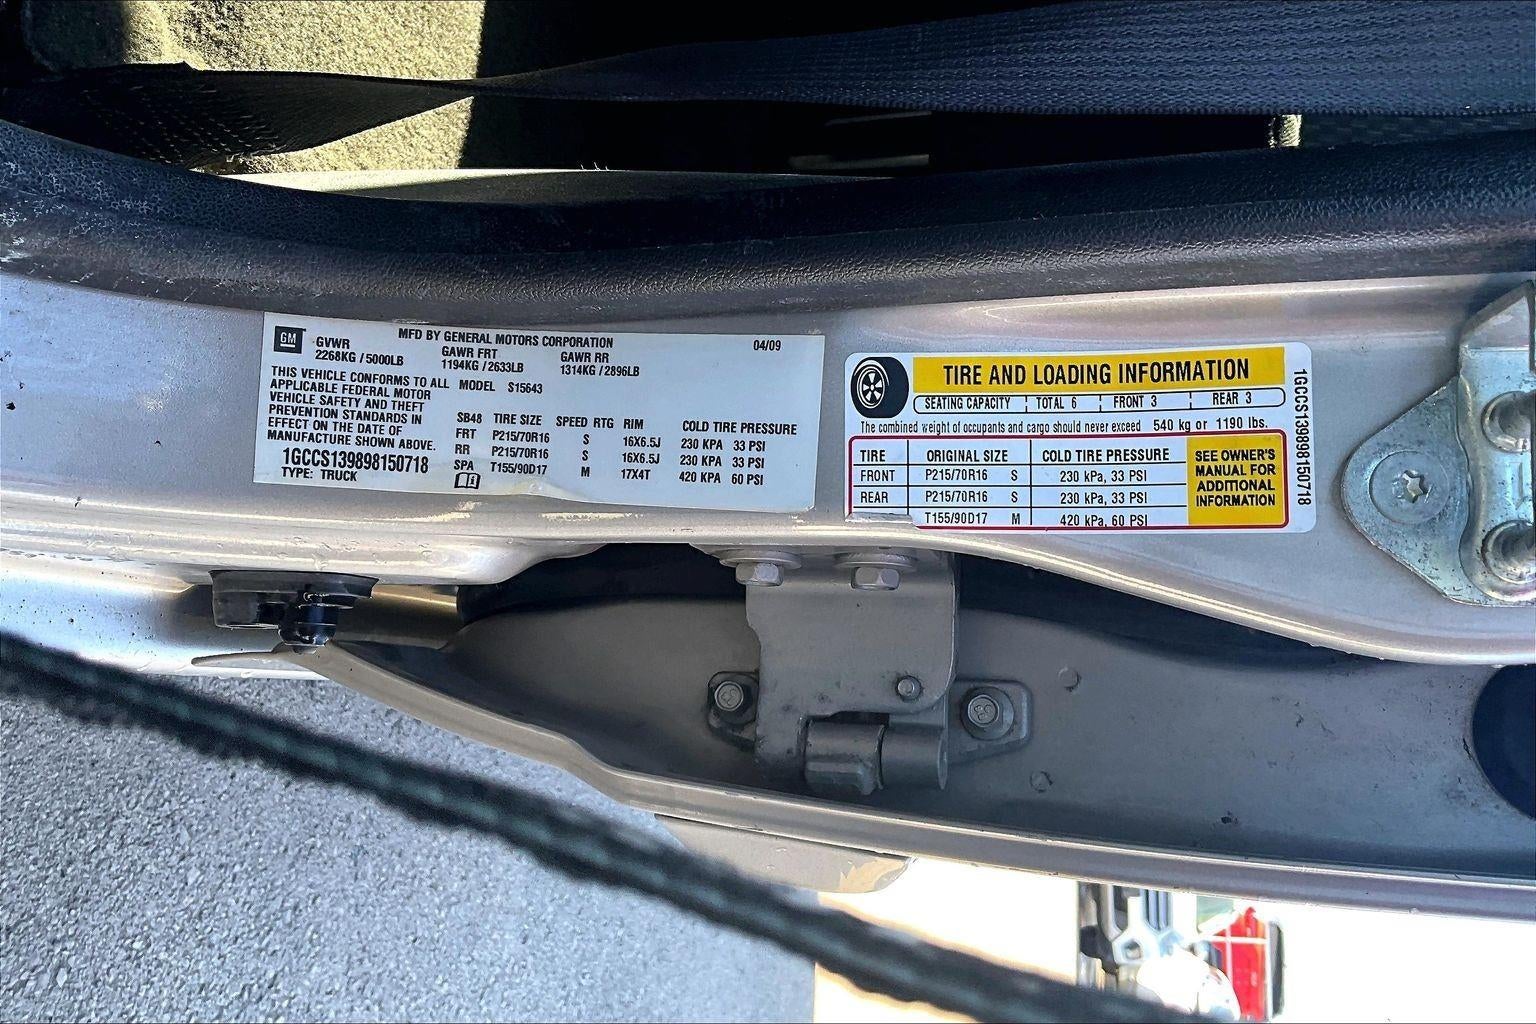 GM
MFD BY GENERAL MOTORS CORPORATION 04/09
GVWR GAWR FRT GAWR RR
2268KG / 5000LB 1194KG / 2633LB 1314KG / 2896LB
THIS VEHICLE CONFORMS TO ALL
APPLICABLE FEDERAL MOTOR
VEHICLE SAFETY AND THEFT
PREVENTION STANDARDS IN
EFFECT ON THE DATE OF
MANUFACTURE SHOWN ABOVE.
1GCCS139898150718
TYPE: TRUCK
MODEL S15643
SB48 TIRE SIZE SPEED RTG RIM COLD TIRE PRESSURE
FRT P215/70R16 S 16X6.5J 230 KPA 33 PSI
RR P215/70R16 S 16X6.5J 230 KPA 33 PSI
SPA T155/90D17 M 17X4T 420 KPA 60 PSI
TIRE AND LOADING INFORMATION
SEATING CAPACITY TOTAL 6 FRONT 3 REAR 3
The combined weight of occupants and cargo should never exceed 540 kg or 1190 lbs.
TIRE ORIGINAL SIZE COLD TIRE PRESSURE
FRONT P215/70R16 S 230 kPa, 33 PSI
REAR P215/70R16 S 230 kPa, 33 PSI
T155/90D17 M 420 kPa, 60 PSI
SEE OWNER'S
MANUAL FOR
ADDITIONAL
INFORMATION
1GCCS139898150718